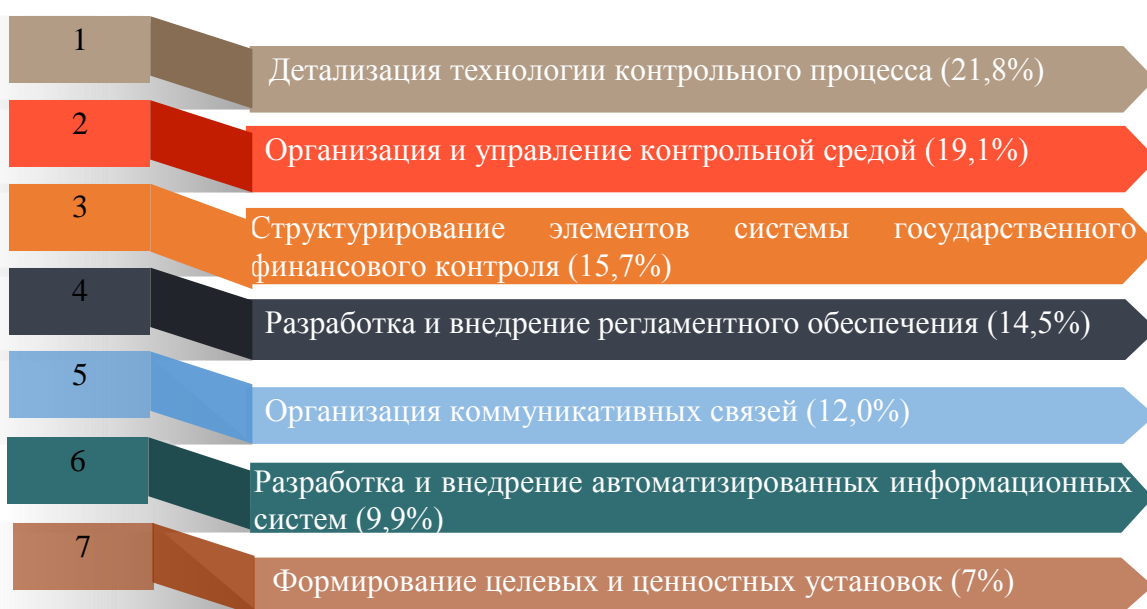 1
Детализация технологии контрольного процесса (21,8%)
2
Организация и управление контрольной средой (19,1%)
3
Структурирование элементов системы государственного
финансового контроля (15,7%)
4
Разработка и внедрение регламентного обеспечения (14,5%)
5
Организация коммуникативных связей (12,0%)
6
Разработка и внедрение автоматизированных информационных
систем (9,9%)
7
Формирование целевых и ценностных установок (7%)